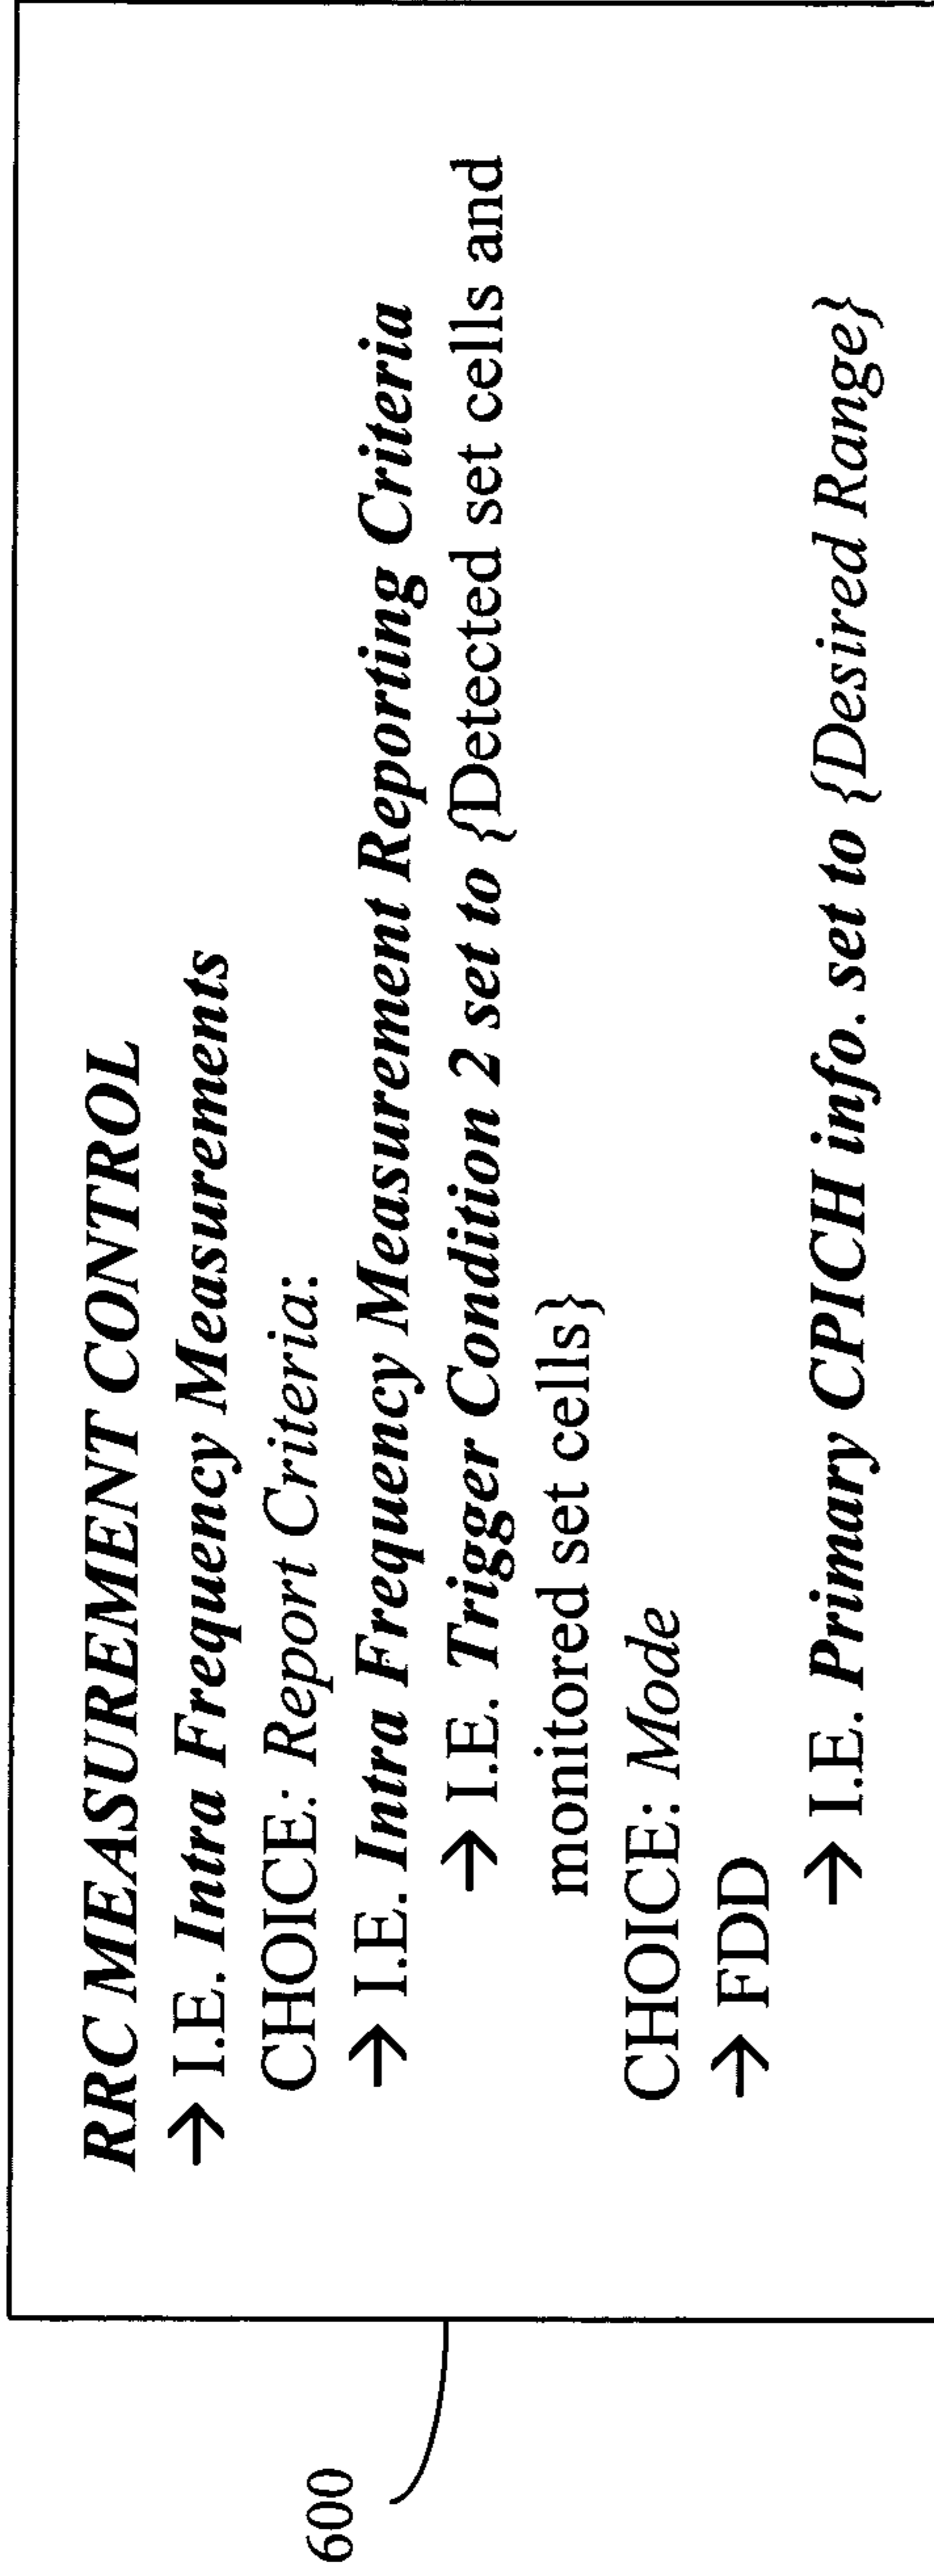 RRC MEASUREMENT CONTROL
→ I.E. Intra Frequency Measurements
CHOICE: Report Criteria:
→ I.E. Intra Frequency Measurement Reporting Criteria
→ I.E. Trigger Condition 2 set to {Detected set cells and
monitored set cells}
CHOICE: Mode
→ FDD
→ I.E. Primary CPICH info. set to {Desired Range}
600